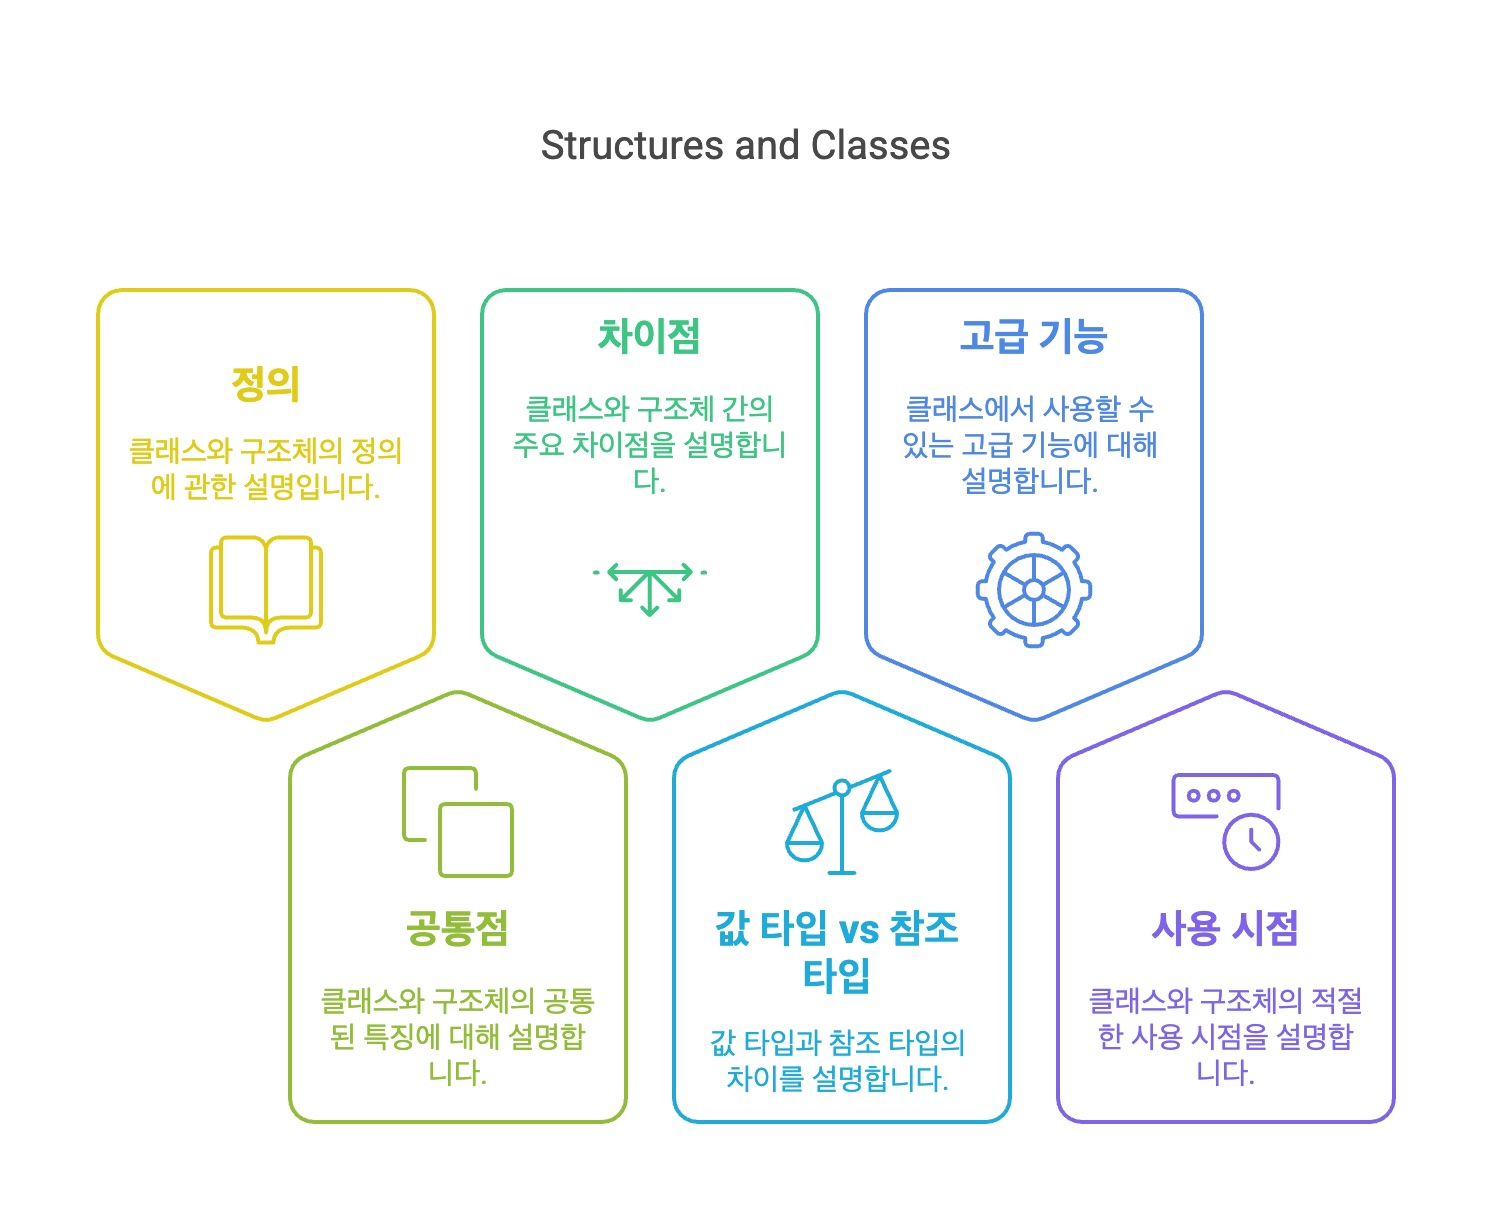 Structures and Classes
정의
클래스와 구조체의 정의
에 관한 설명입니다.
공통점
클래스와 구조체의 공통
된 특징에 대해 설명합
니다.
차이점
클래스와 구조체 간의
주요 차이점을 설명합니
다.
값 타입 vs 참조
타입
값 타입과 참조 타입의
차이를 설명합니다.
고급 기능
클래스에서 사용할 수
있는 고급 기능에 대해
설명합니다.
사용 시점
클래스와 구조체의 적절
한 사용 시점을 설명합
니다.